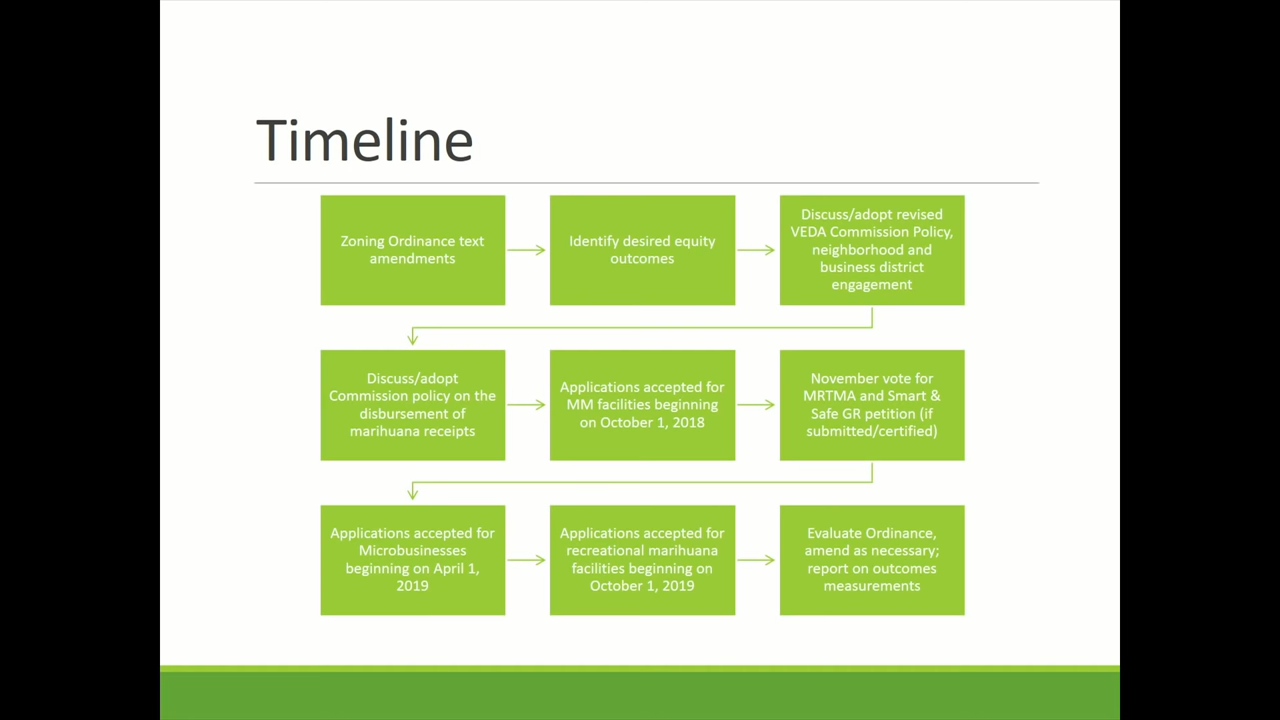 Timeline
Zoning Ordinance text
amendments
Identify desired equity
outcomes
Discuss/adopt revised
VEDA Commission Policy,
neighborhood and
business district
engagement
Discuss/adopt
Commission policy on the
disbursement of
marihuana receipts
Applications accepted for
MM facilities beginning
on October 1, 2018
November vote for
MRTMA and Smart &
Safe GR petition (if
submitted/certified)
Applications accepted for
Microbusinesses
beginning on April 1,
2019
Applications accepted for
recreational marihuana
facilities beginning on
October 1, 2019
Evaluate Ordinance,
amend as necessary;
report on outcomes
measurements